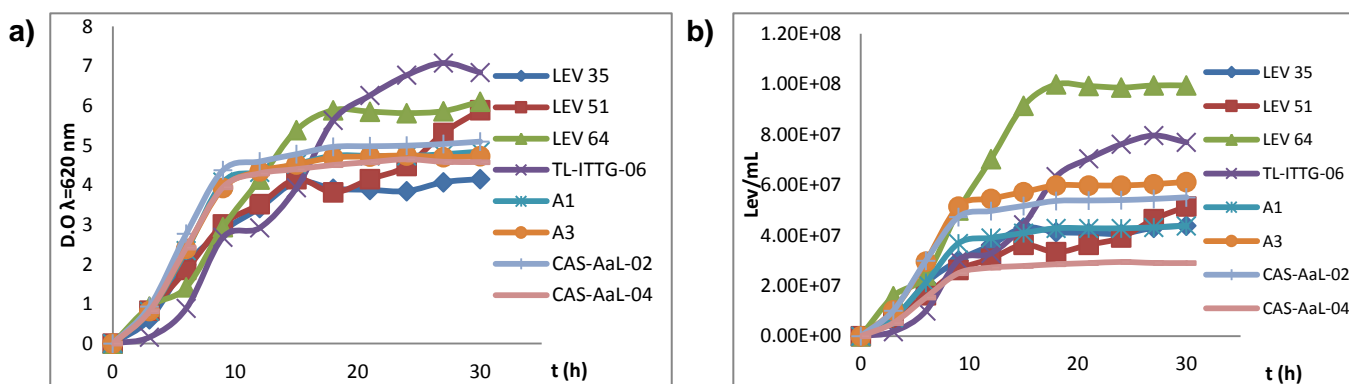 a)
D.O λ=620 nm
8
7
6
5
4
3
2
1
0
0
10
20
30
t (h)
LEV 35
LEV 51
LEV 64
TL-ITTG-06
A1
A3
CAS-AaL-02
CAS-AaL-04
b)
Lev/mL
1.20E+08
1.00E+08
8.00E+07
6.00E+07
4.00E+07
2.00E+07
0.00E+00
0
10
20
30
t (h)
LEV 35
LEV 51
LEV 64
TL-ITTG-06
A1
A3
CAS-AaL-02
CAS-AaL-04